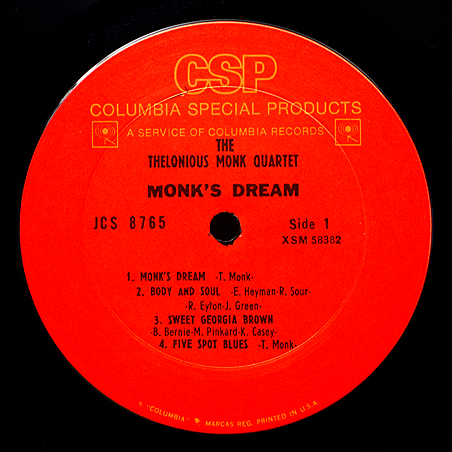 CSP
COLUMBIA SPECIAL PRODUCTS
A SERVICE OF COLUMBIA RECORDS
THE
THELONIOUS MONK QUARTET
MONK'S DREAM
JCS 8765
Side 1
XSM 58382
1. MONK'S DREAM -T. Monk-
2. BODY AND SOUL -E. Heyman-R. Sour-
-R. Eyton-J. Green-
3. SWEET GEORGIA BROWN
-B. Bernie-M. Pinkard-K. Casey-
4. FIVE SPOT BLUES -T. Monk-
"COLUMBIA" MARCAS REG. PRINTED IN U.S.A.